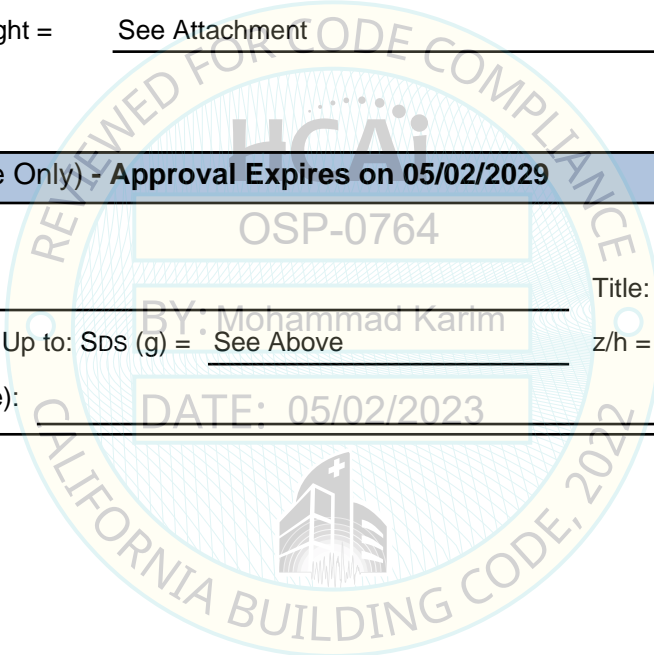 ght = See Attachment
REVIEWED FOR CODE COMPLIANCE
HCAi
e Only) - Approval Expires on 05/02/2029
OSP-0764
Title:
BY: Mohammad Karim
Up to: SDS (g) = See Above z/h =
e):
DATE: 05/02/2023
CALIFORNIA BUILDING CODE, 2022